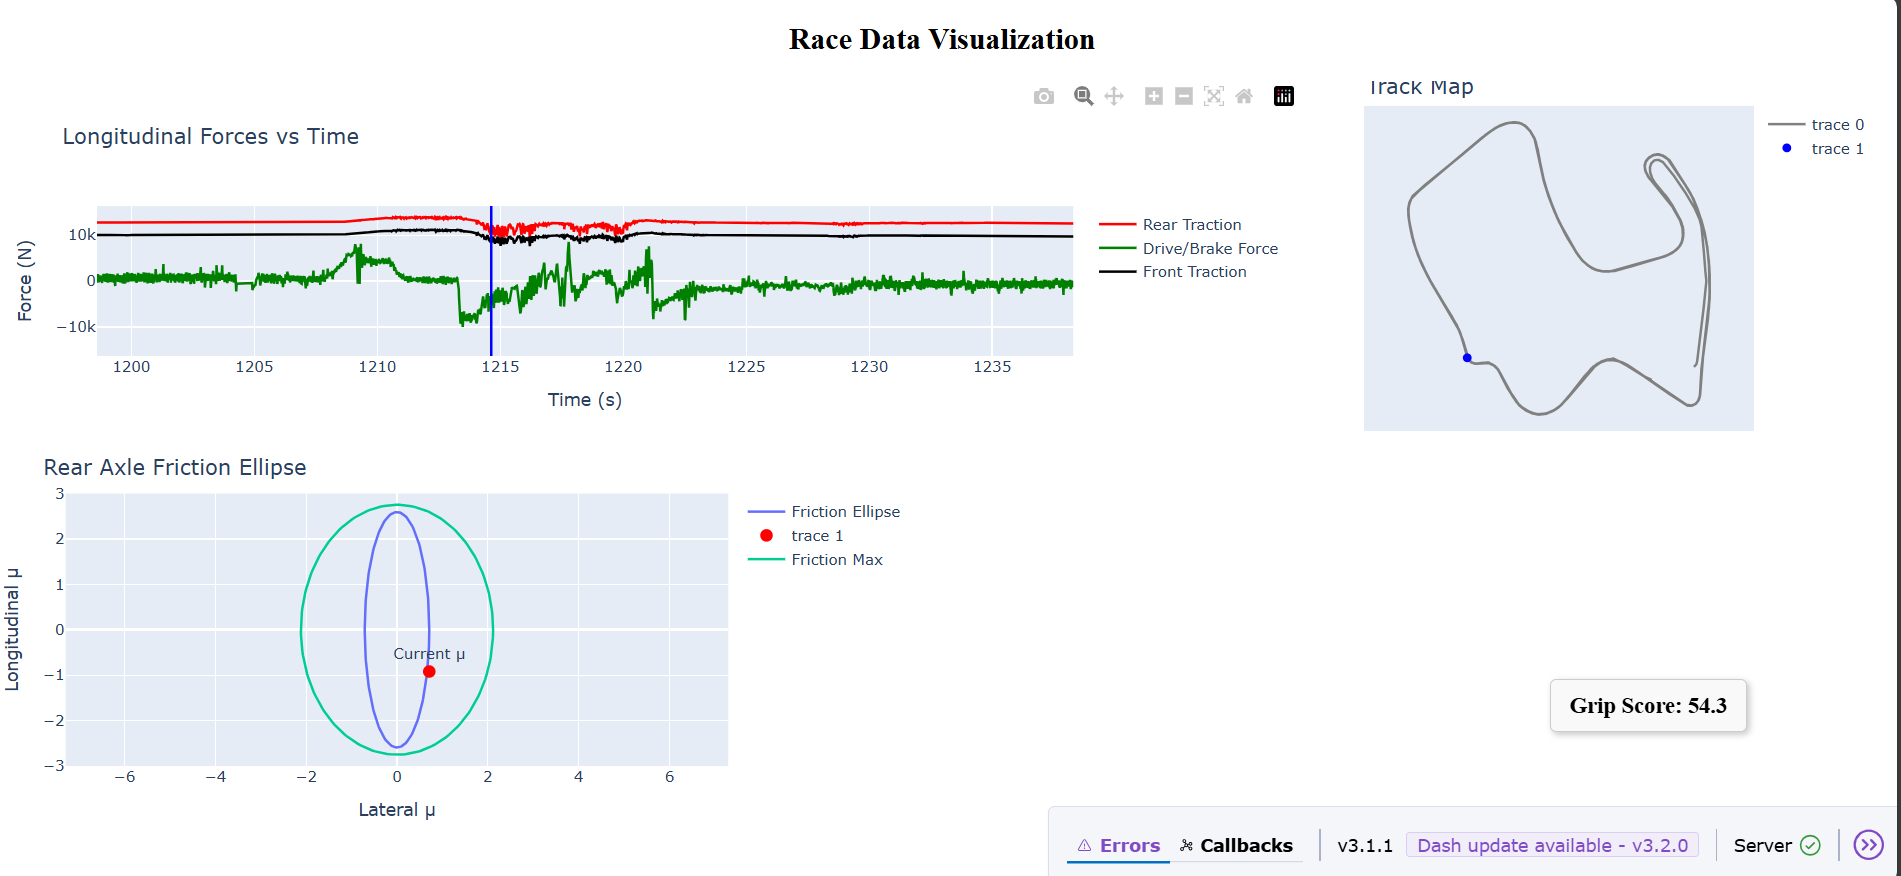 Race Data Visualization
Longitudinal Forces vs Time
Force (N)
10k
0
−10k
1200
1205
1210
1215
1220
1225
1230
1235
Time (s)
Rear Traction
Drive/Brake Force
Front Traction
Track Map
trace 0
trace 1
Rear Axle Friction Ellipse
Longitudinal μ
3
2
1
0
−1
−2
−3
Current μ
−6
−4
−2
0
2
4
6
Lateral μ
Friction Ellipse
trace 1
Friction Max
Grip Score: 54.3
Errors
Callbacks
v3.1.1
Dash update available - v3.2.0
Server